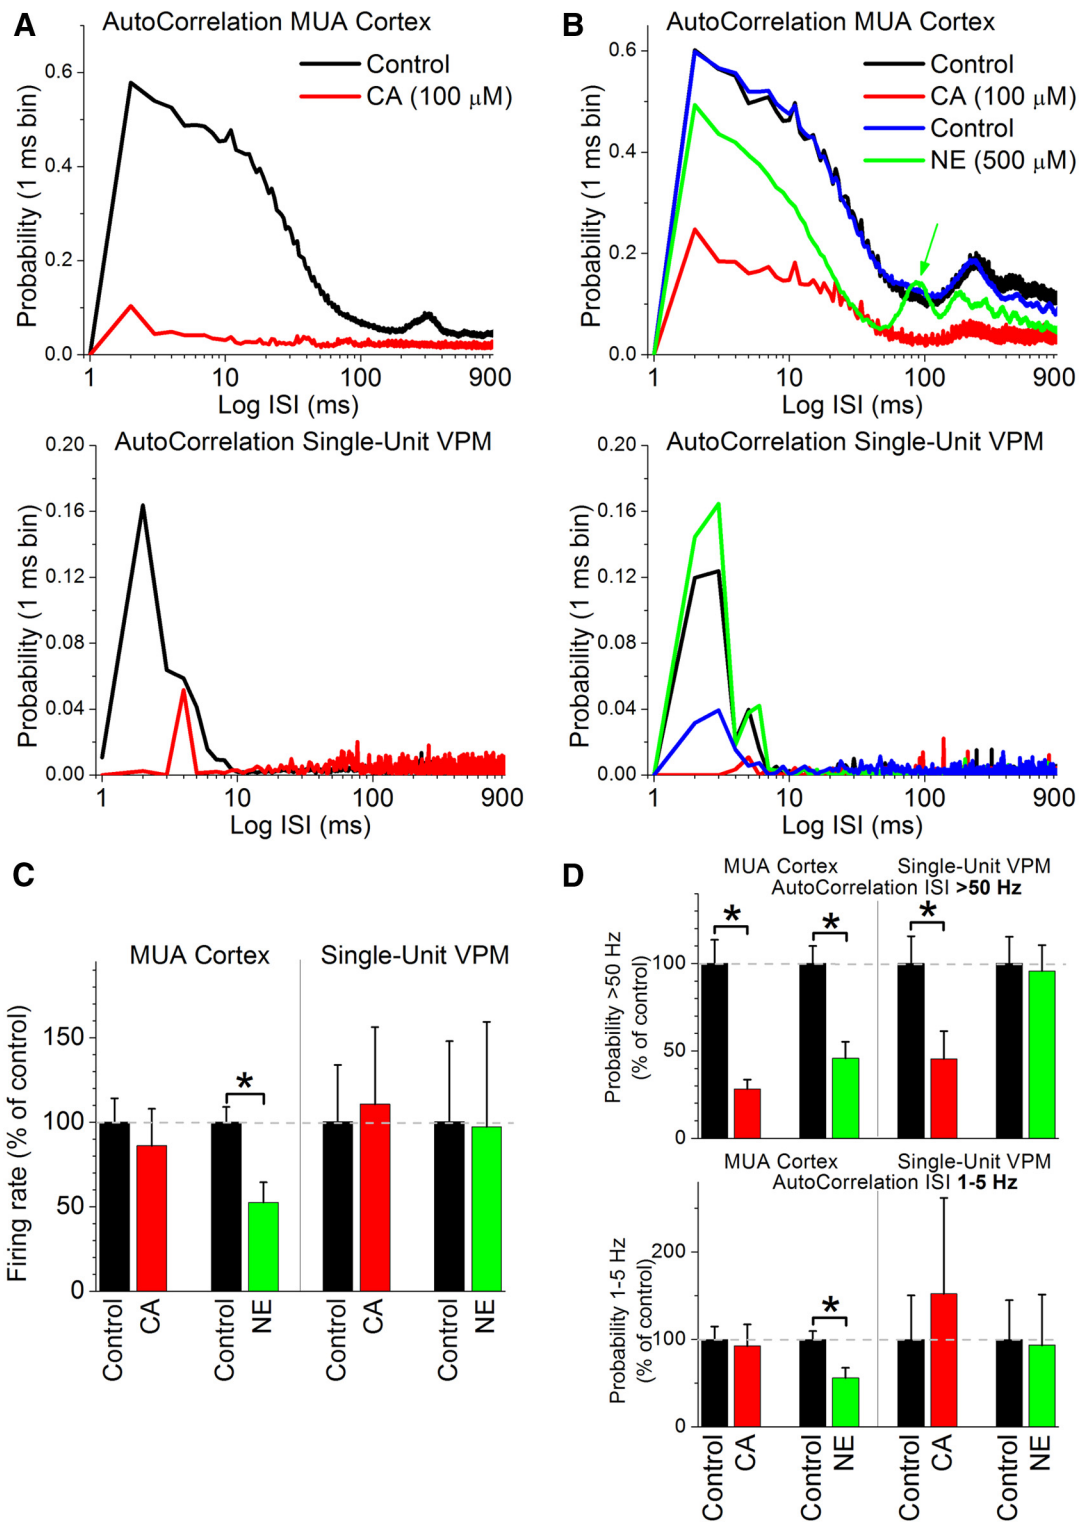 A
AutoCorrelation MUA Cortex
Control
CA (100 μM)
Probability (1 ms bin)
0.6
0.4
0.2
0.0
1
10
100
900
Log ISI (ms)
AutoCorrelation Single-Unit VPM
Probability (1 ms bin)
0.20
0.16
0.12
0.08
0.04
0.00
1
10
100
900
Log ISI (ms)
B
AutoCorrelation MUA Cortex
Control
CA (100 μM)
Control
NE (500 μM)
Probability (1 ms bin)
0.6
0.4
0.2
0.0
1
10
100
900
Log ISI (ms)
AutoCorrelation Single-Unit VPM
Probability (1 ms bin)
0.20
0.16
0.12
0.08
0.04
0.00
1
10
100
900
Log ISI (ms)
C
MUA Cortex
Single-Unit VPM
Firing rate (% of control)
150
100
50
0
*
Control
CA
Control
NE
Control
CA
Control
NE
D
MUA Cortex
Single-Unit VPM
AutoCorrelation ISI >50 Hz
Probability >50 Hz
(% of control)
100
50
0
*
*
*
MUA Cortex
Single-Unit VPM
AutoCorrelation ISI 1-5 Hz
Probability 1-5 Hz
(% of control)
200
100
0
*
Control
CA
Control
NE
Control
CA
Control
NE